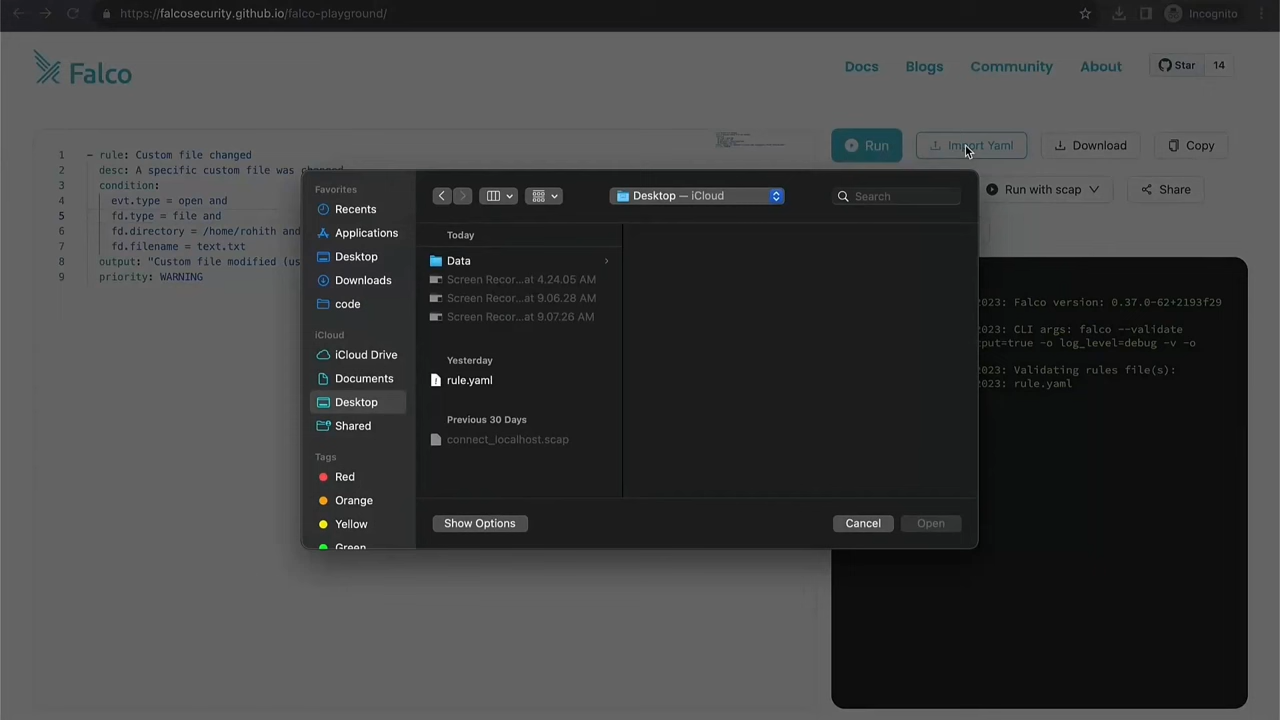 https://falcosecurity.github.io/falco-playground/
Incognito
Falco
Docs
Blogs
Community
About
Star
14
1 - rule: Custom file changed
2 desc: A specific custom file was changed
3 condition:
4 evt.type = open and
5 fd.type = file and
6 fd.directory = /home/rohith and
7 fd.filename = text.txt
8 output: "Custom file modified (us
9 priority: WARNING
Run
Import Yaml
Download
Copy
Run with scap
Share
2023: Falco version: 0.37.0-62+2193f29
2023: CLI args: falco --validate
put=true -o log_level=debug -v -o
2023: Validating rules file(s):
2023: rule.yaml
Favorites
Recents
Applications
Desktop
Downloads
code
iCloud
iCloud Drive
Documents
Desktop
Shared
Tags
Red
Orange
Yellow
Green
Desktop — iCloud
Search
Today
Data
Screen Recor...at 4.24.05 AM
Screen Recor...at 9.06.28 AM
Screen Recor...at 9.07.26 AM
Yesterday
rule.yaml
Previous 30 Days
connect_localhost.scap
Show Options
Cancel
Open